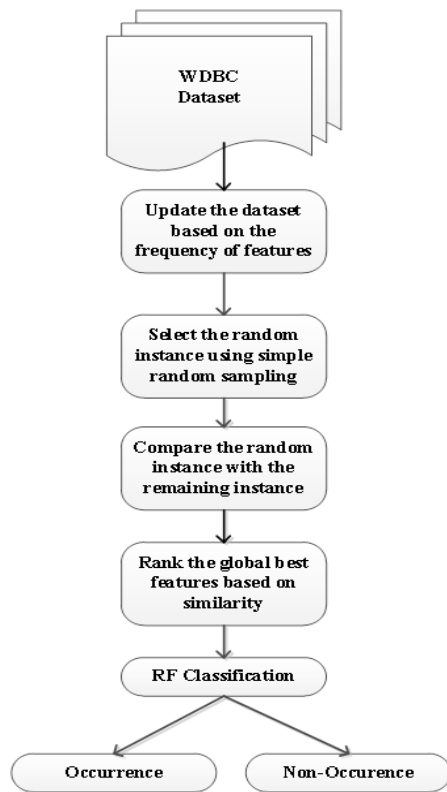 WDBC
Dataset
Update the dataset
based on the
frequency of features
Select the random
instance using simple
random sampling
Compare the random
instance with the
remaining instance
Rank the global best
features based on
similarity
RF Classification
Occurrence
Non-Occurence